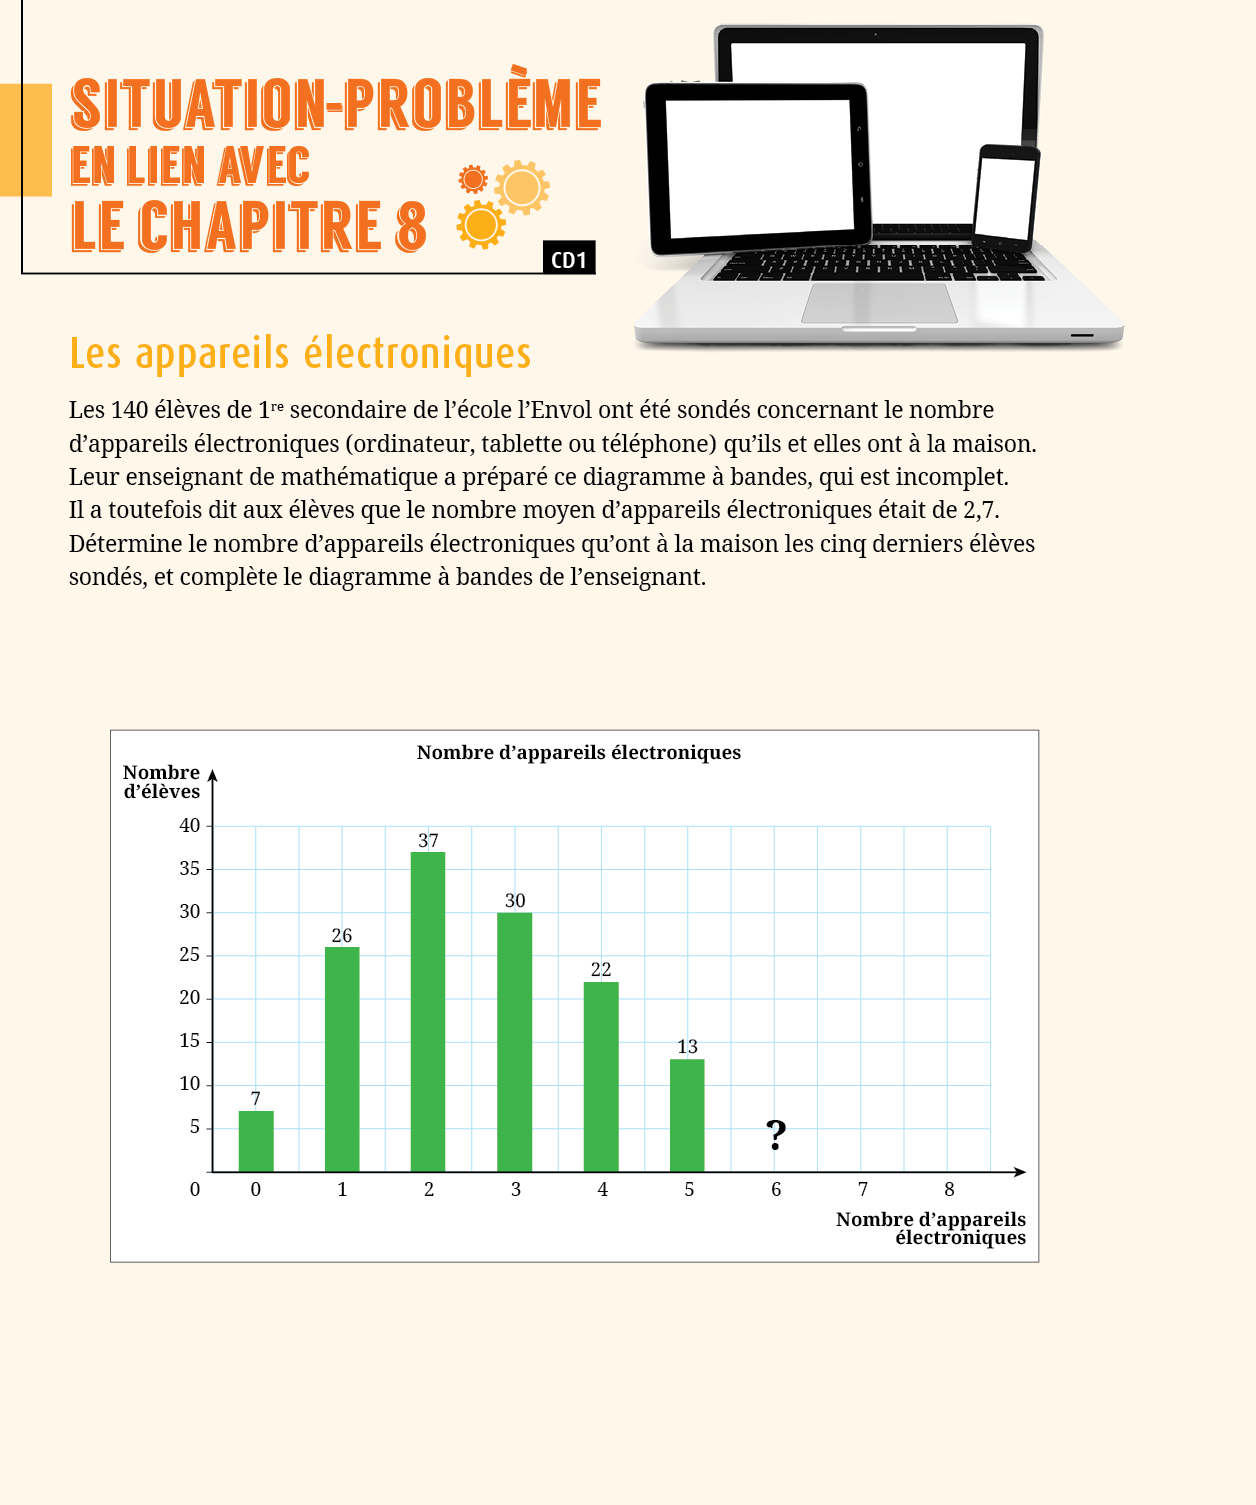 SITUATION-PROBLÈME
EN LIEN AVEC
LE CHAPITRE 8
CD1
Les appareils électroniques
Les 140 élèves de 1re secondaire de l’école l’Envol ont été sondés concernant le nombre
d’appareils électroniques (ordinateur, tablette ou téléphone) qu’ils et elles ont à la maison.
Leur enseignant de mathématique a préparé ce diagramme à bandes, qui est incomplet.
Il a toutefois dit aux élèves que le nombre moyen d’appareils électroniques était de 2,7.
Détermine le nombre d’appareils électroniques qu’ont à la maison les cinq derniers élèves
sondés, et complète le diagramme à bandes de l’enseignant.
Nombre d’appareils électroniques
Nombre
d’élèves
40
37
35
30
30
26
25
22
20
15
13
10
7
5
?
0 0 1 2 3 4 5 6 7 8
Nombre d’appareils
électroniques